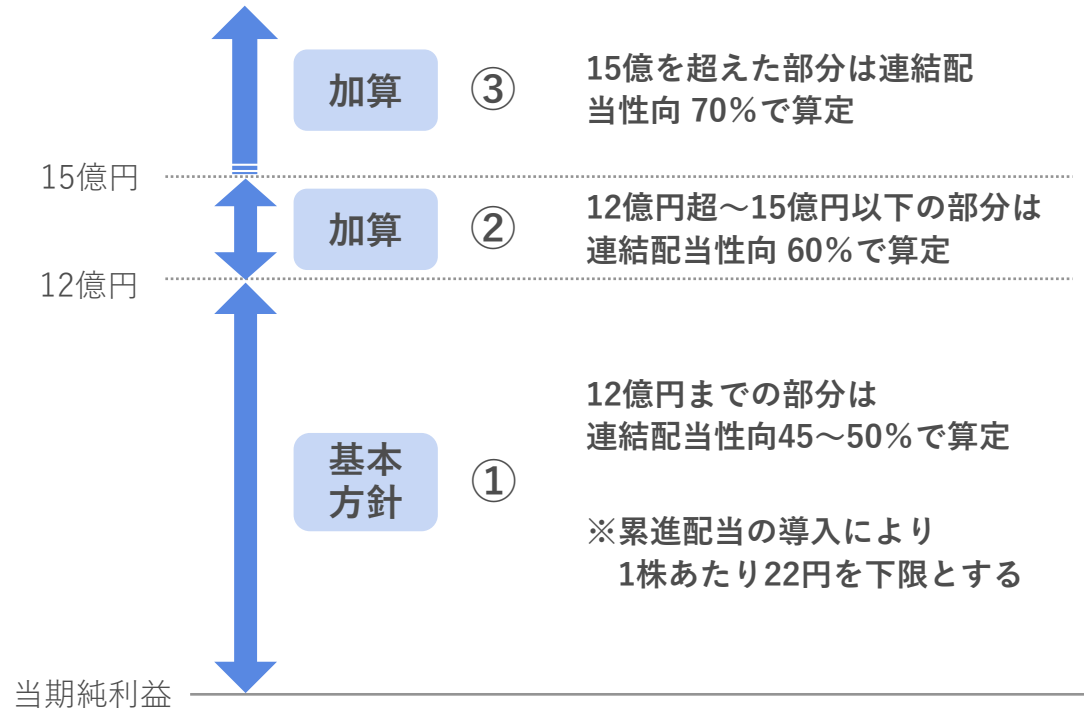 加算
③
15億を超えた部分は連結配
当性向 70%で算定
15億円
加算
②
12億円超～15億円以下の部分は
連結配当性向 60%で算定
12億円
12億円までの部分は
連結配当性向45～50%で算定
基本
方針
①
※累進配当の導入により
1株あたり22円を下限とする
当期純利益